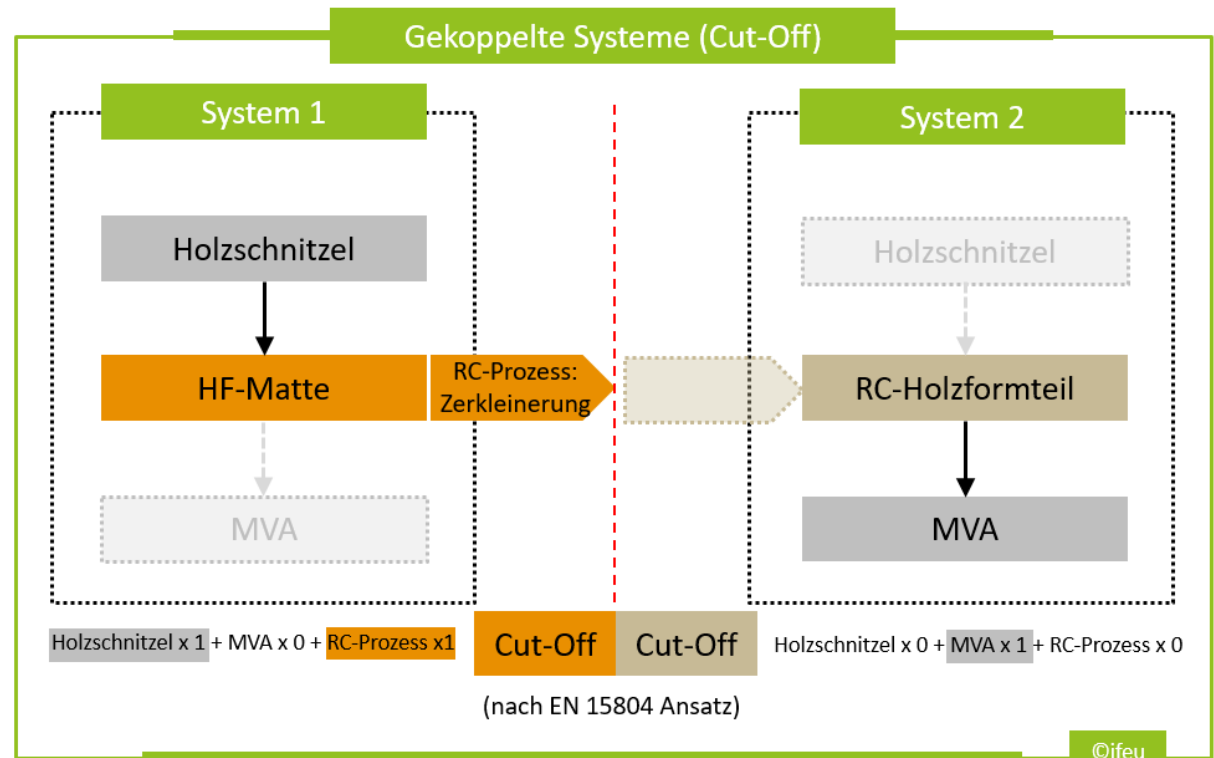 Gekoppelte Systeme (Cut-Off)
System 1
System 2
Holzschnitzel
Holzschnitzel
HF-Matte
RC-Prozess:
Zerkleinerung
RC-Holzformteil
MVA
MVA
Holzschnitzel x 1 + MVA x 0 + RC-Prozess x1
Cut-Off
Cut-Off
Holzschnitzel x 0 + MVA x 1 + RC-Prozess x 0
(nach EN 15804 Ansatz)
©ifeu